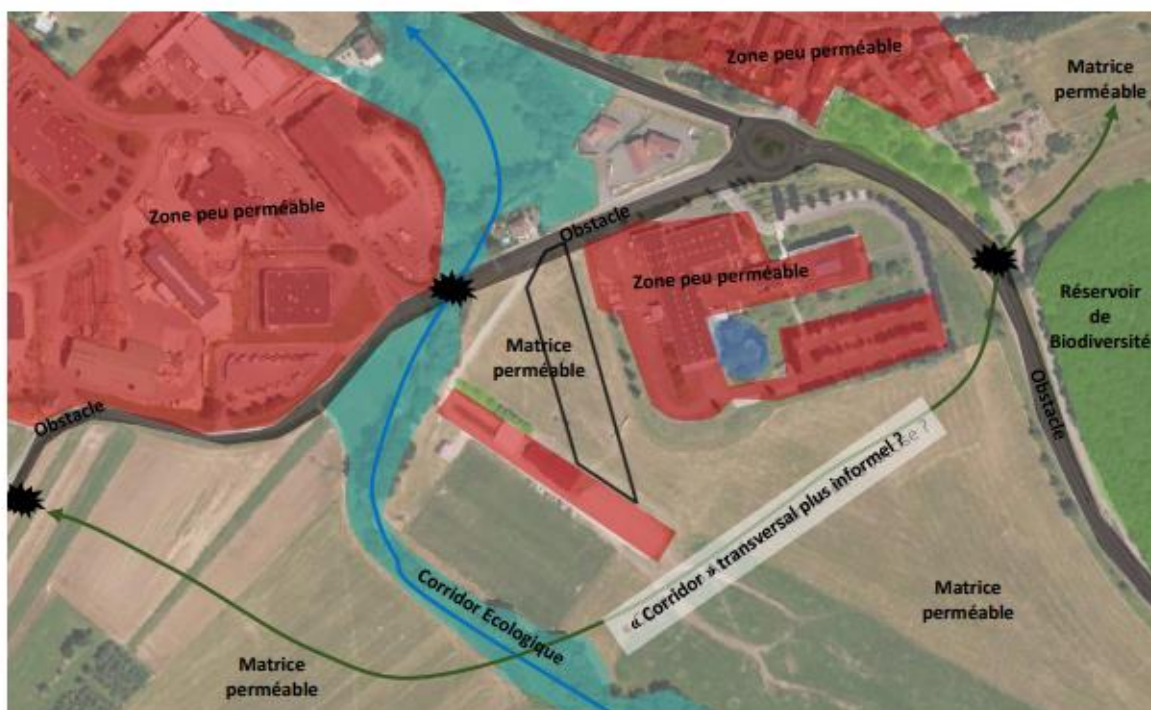 Zone peu perméable
Matrice
perméable
Zone peu perméable
Obstacle
Zone peu perméable
Réservoir
de
Biodiversité
Matrice
perméable
Obstacle
Obstacle
« Corridor » transversal plus informel ?
se ?
Corridor Ecologique
Matrice
perméable
Matrice
perméable